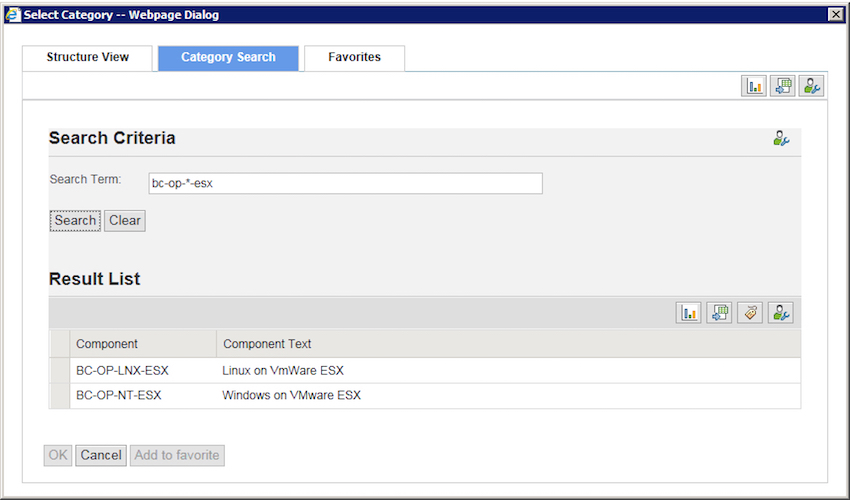 Select Category -- Webpage Dialog
Structure View Category Search Favorites
Search Criteria
Search Term: bc-op-*-esx
Search Clear
Result List
Component Component Text
BC-OP-LNX-ESX Linux on VmWare ESX
BC-OP-NT-ESX Windows on VMware ESX
OK Cancel Add to favorite